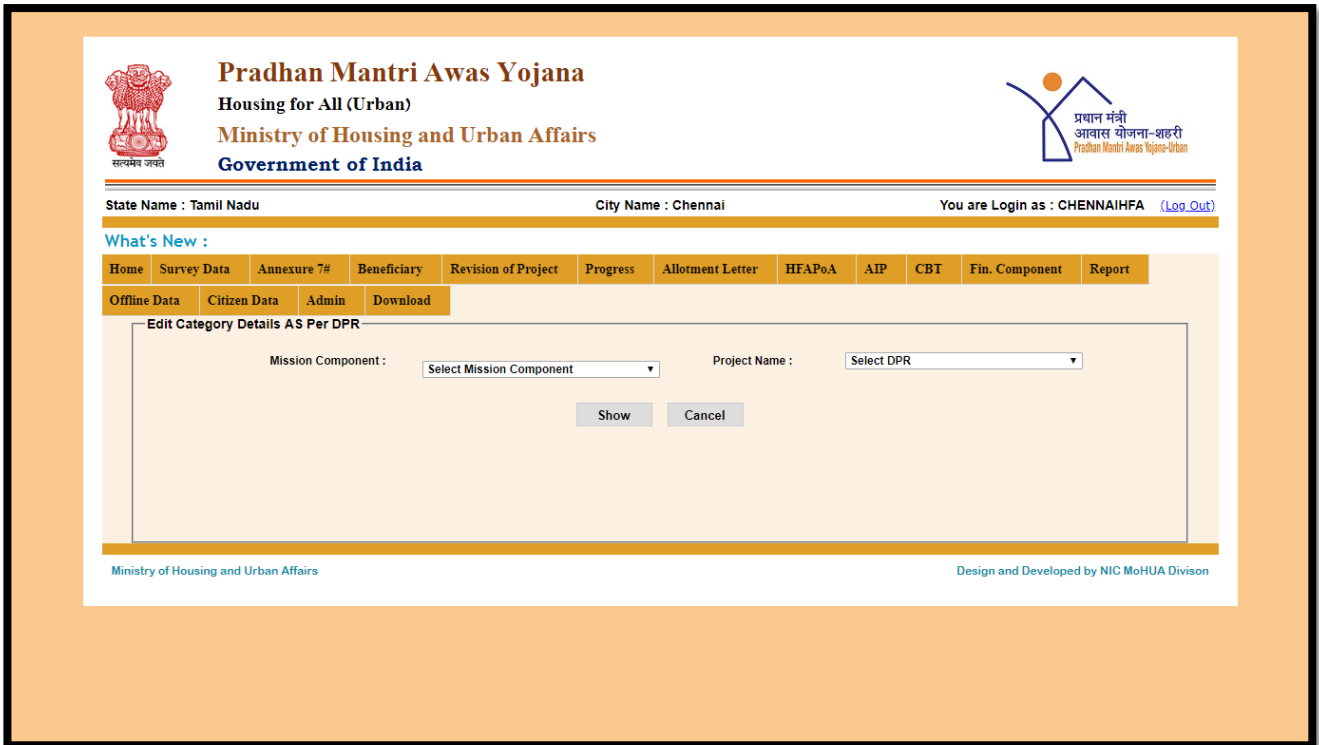 Pradhan Mantri Awas Yojana
Housing for All (Urban)
Ministry of Housing and Urban Affairs
Government of India
सत्यमेव जयते
प्रधान मंत्री
आवास योजना-शहरी
Pradhan Mantri Awas Yojana-Urban
State Name : Tamil Nadu City Name : Chennai You are Login as : CHENNAIHFA (Log Out)
What's New :
Home Survey Data Annexure 7# Beneficiary Revision of Project Progress Allotment Letter HFAPoA AIP CBT Fin. Component Report
Offline Data Citizen Data Admin Download
Edit Category Details AS Per DPR
Mission Component : Select Mission Component Project Name : Select DPR
Show Cancel
Ministry of Housing and Urban Affairs Design and Developed by NIC MoHUA Divison